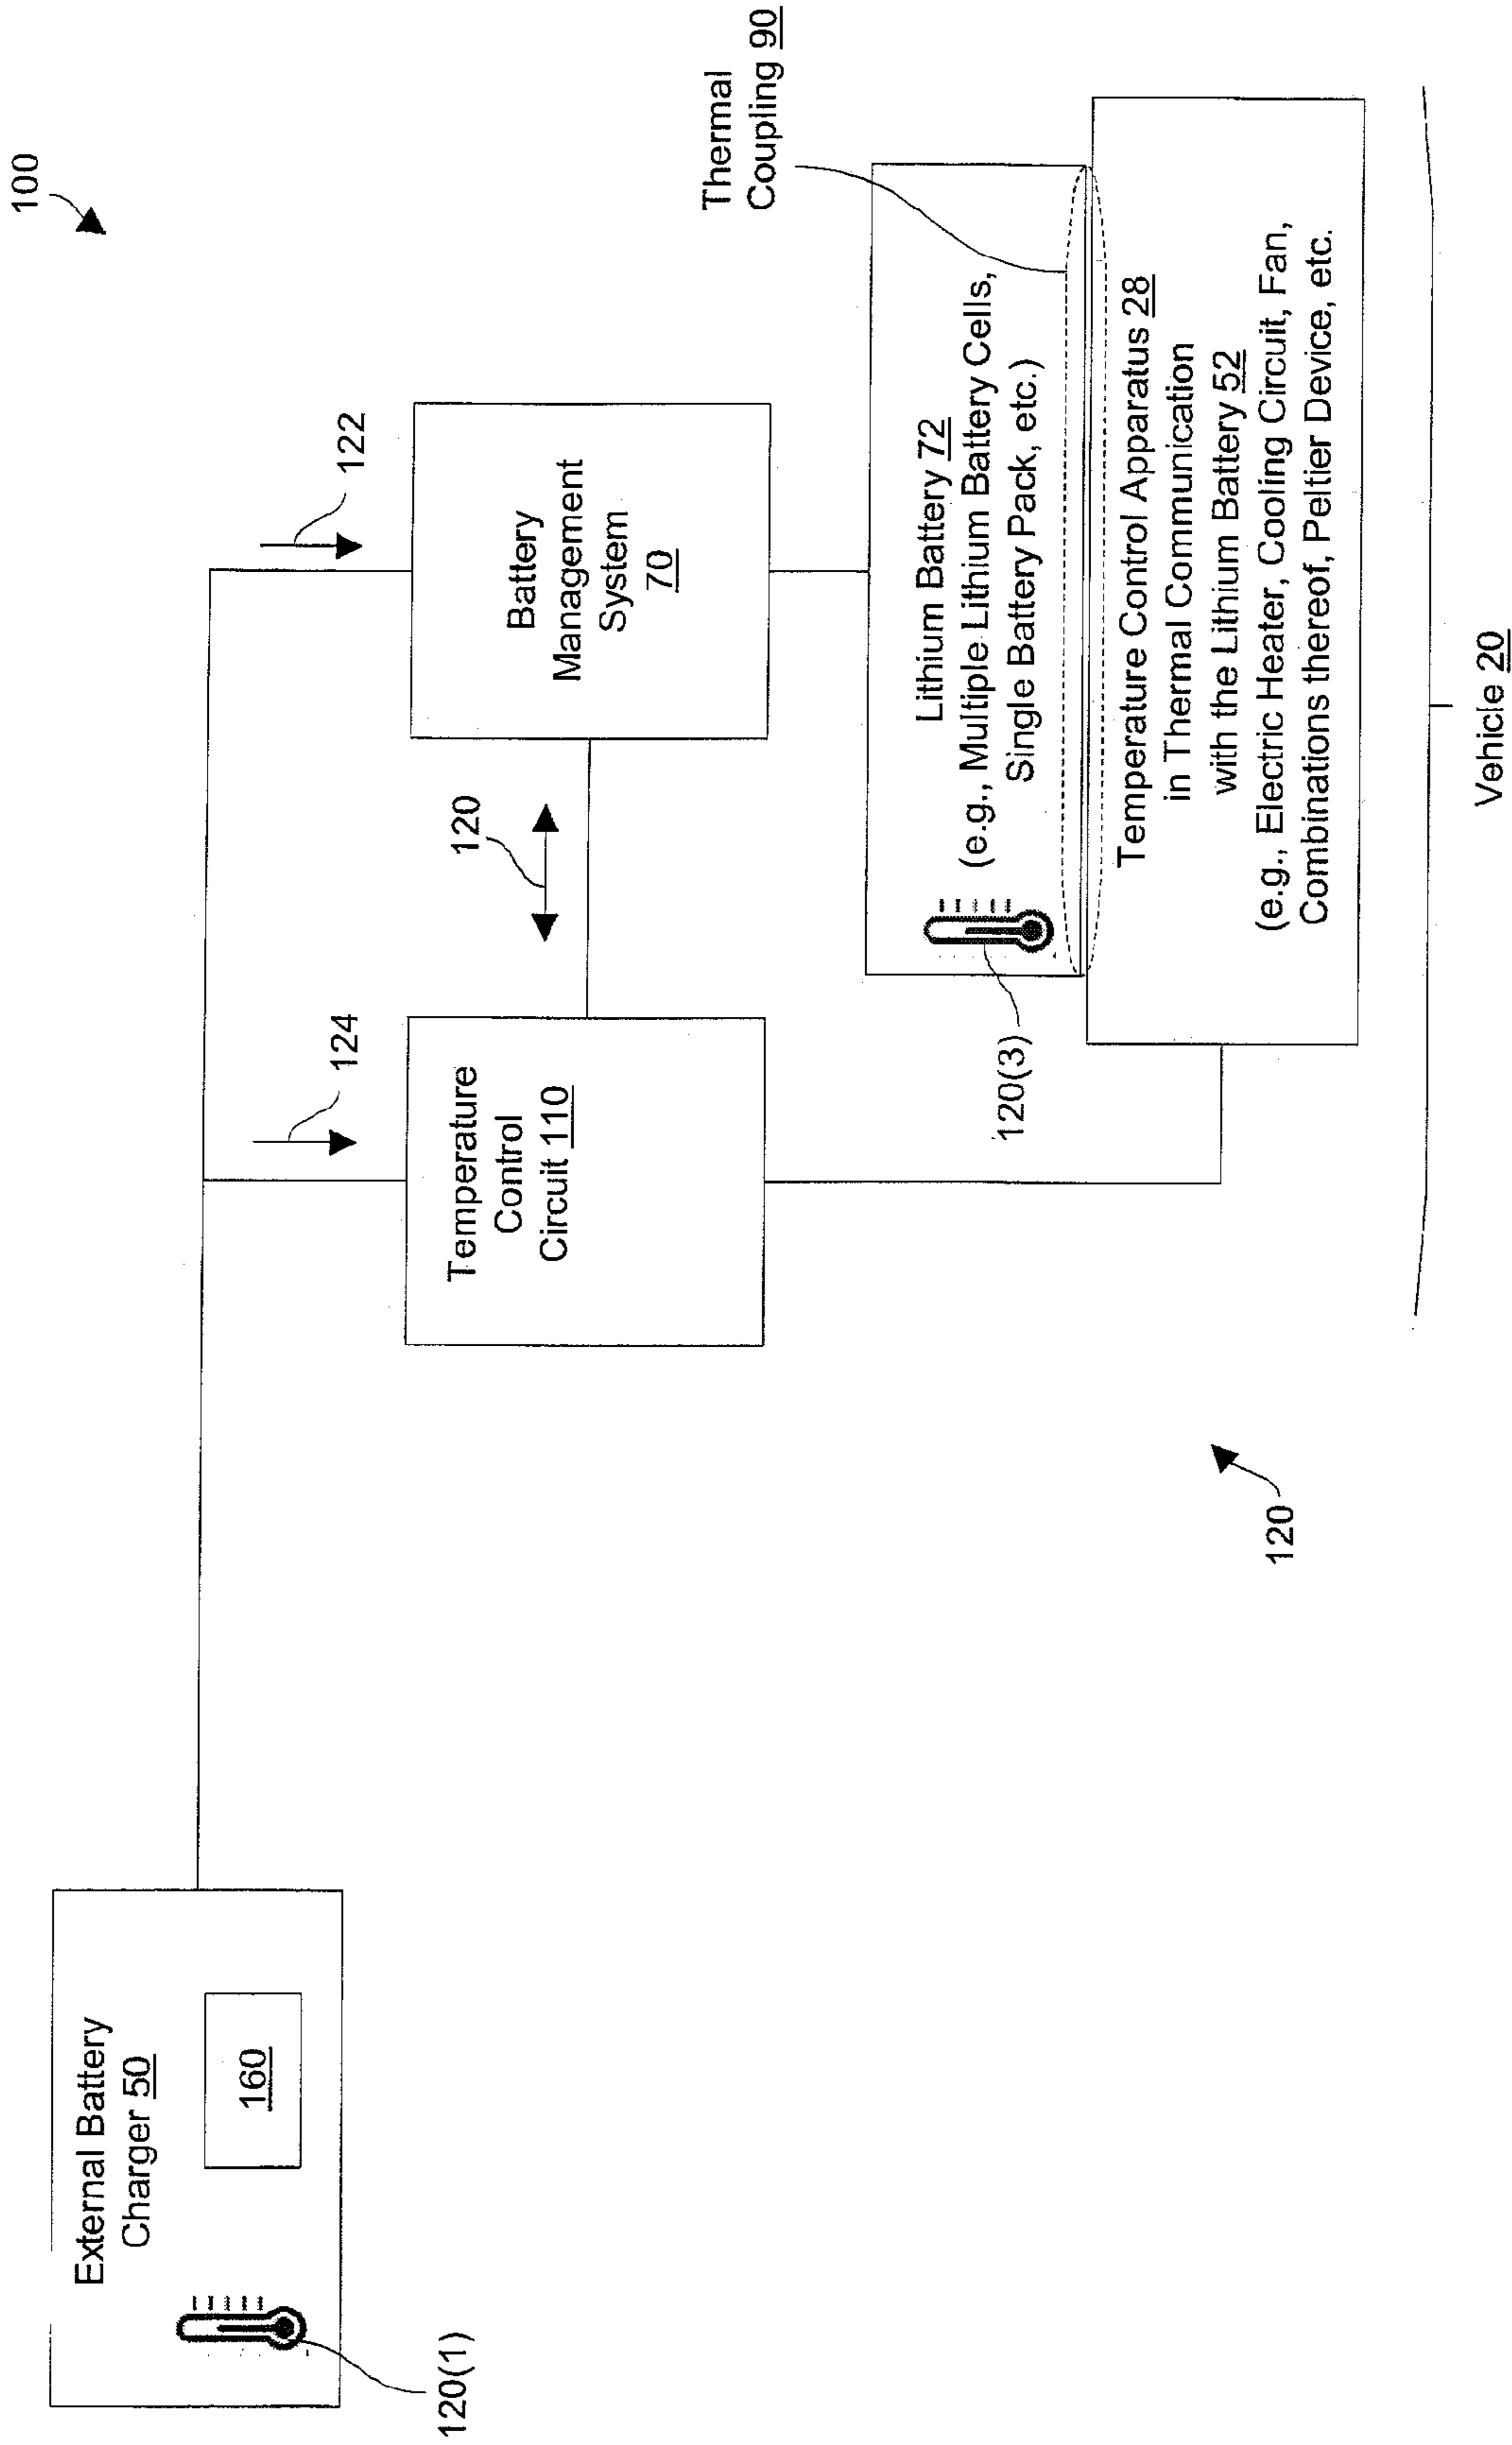 100
External Battery
Charger 50
160
120(1)
124
122
120
Temperature
Control
Circuit 110
Battery
Management
System
70
Thermal
Coupling 90
Lithium Battery 72
(e.g., Multiple Lithium Battery Cells,
Single Battery Pack, etc.)
120(3)
Temperature Control Apparatus 28
in Thermal Communication
with the Lithium Battery 52
(e.g., Electric Heater, Cooling Circuit, Fan,
Combinations thereof, Peltier Device, etc.
120
Vehicle 20